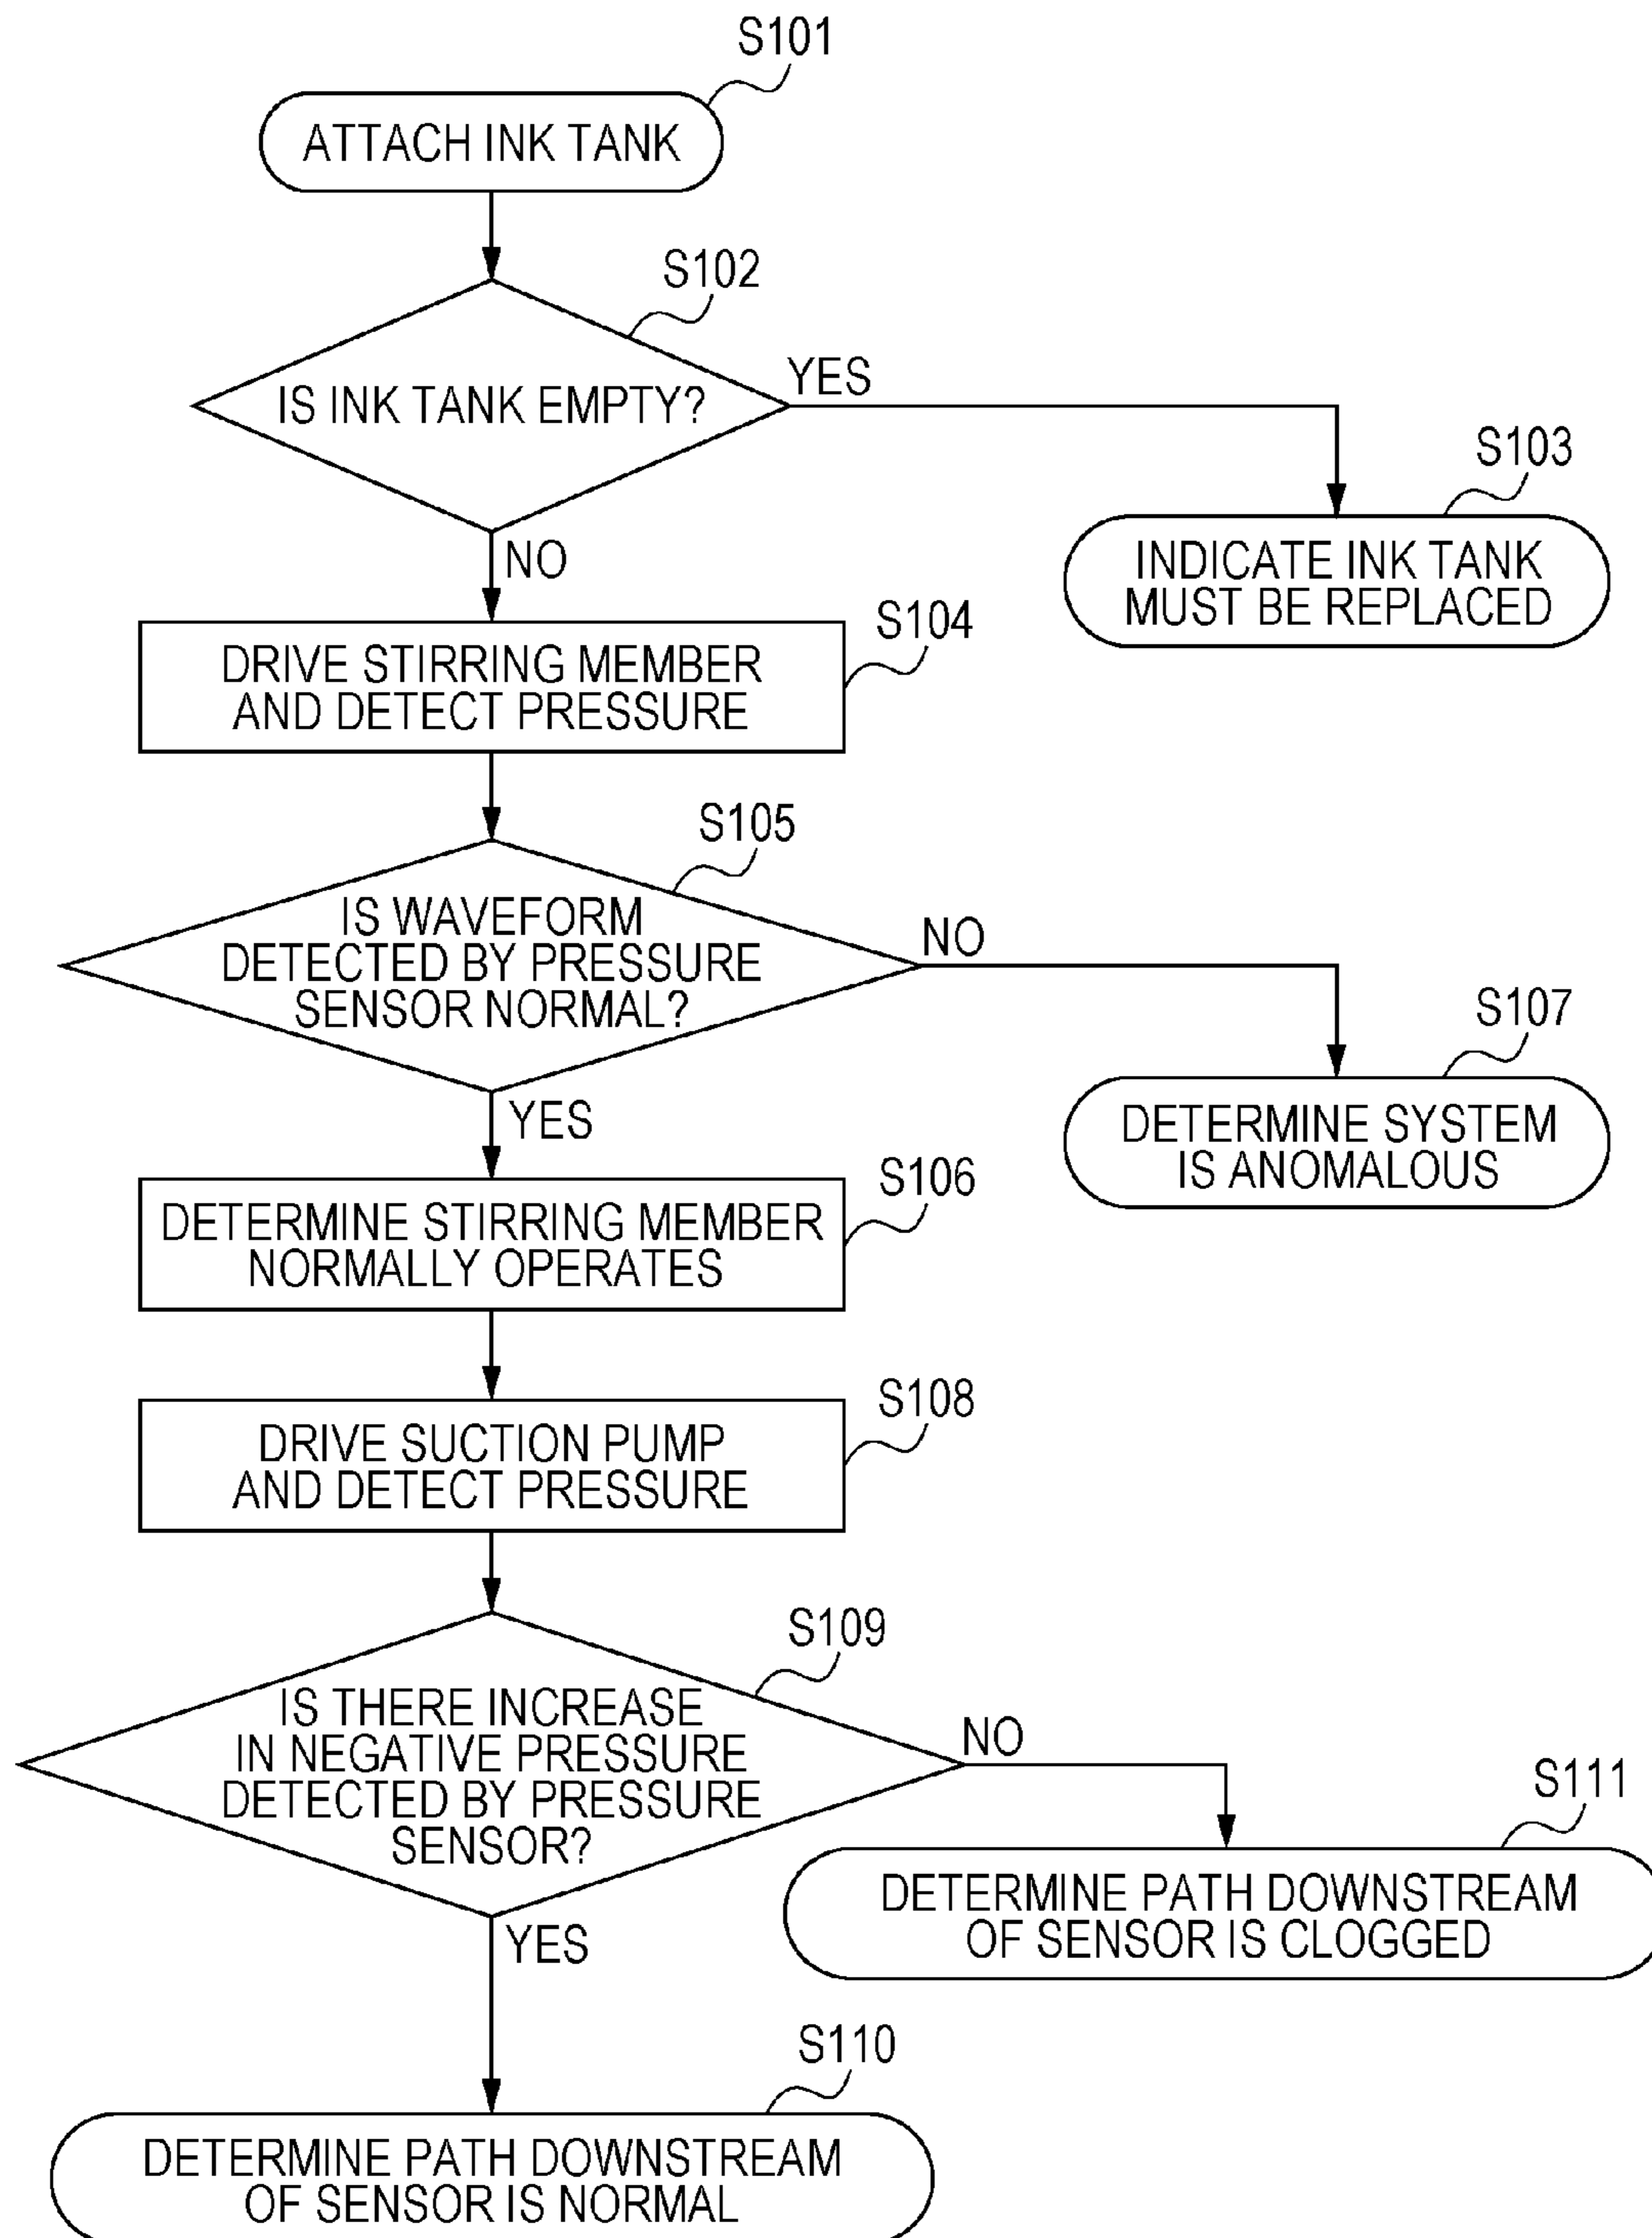 S101
ATTACH INK TANK
S102
IS INK TANK EMPTY?
YES
S103
INDICATE INK TANK
MUST BE REPLACED
NO
S104
DRIVE STIRRING MEMBER
AND DETECT PRESSURE
S105
IS WAVEFORM
DETECTED BY PRESSURE
SENSOR NORMAL?
NO
S107
DETERMINE SYSTEM
IS ANOMALOUS
YES
S106
DETERMINE STIRRING MEMBER
NORMALLY OPERATES
S108
DRIVE SUCTION PUMP
AND DETECT PRESSURE
S109
IS THERE INCREASE
IN NEGATIVE PRESSURE
DETECTED BY PRESSURE
SENSOR?
NO
S111
DETERMINE PATH DOWNSTREAM
OF SENSOR IS CLOGGED
YES
S110
DETERMINE PATH DOWNSTREAM
OF SENSOR IS NORMAL